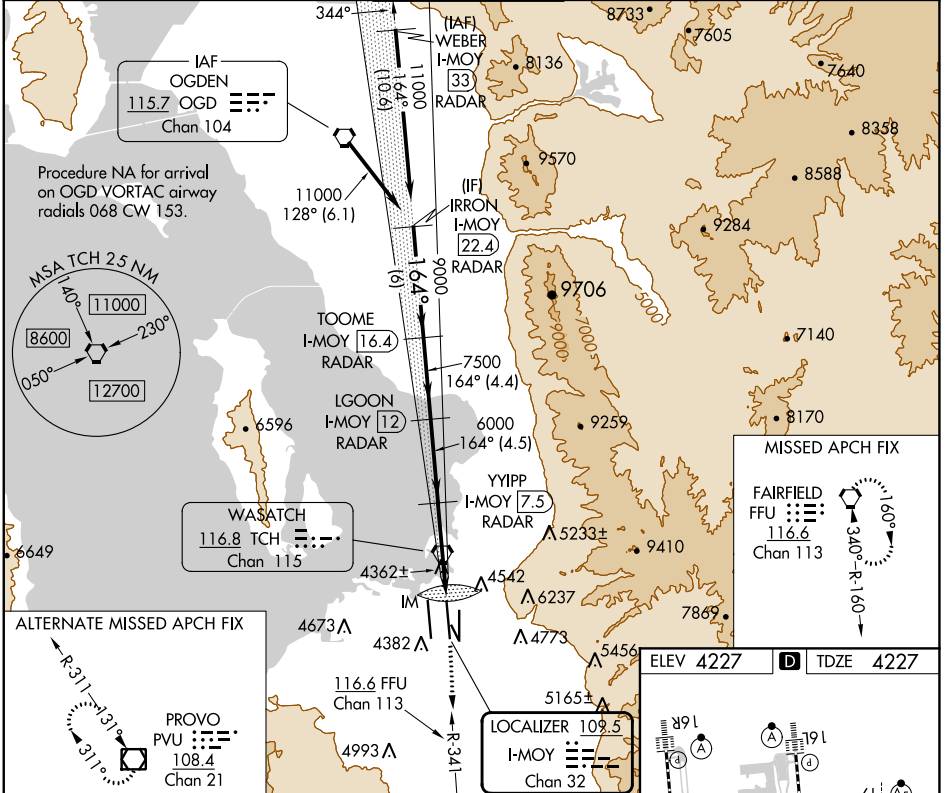 344°
(IAF)
WEBER
I-MOY
33
RADAR
11000
164°
(10.6)
8733
7605
8136
7640
8358
8588
9570
9284
IAF
OGDEN
115.7 OGD
Chan 104
Procedure NA for arrival
on OGD VORTAC airway
radials 068 CW 153.
11000
128° (6.1)
(IF)
IRRON
I-MOY
22.4
RADAR
9000
164°
(6)
9706
9000
7000
5000
7140
8170
MSA TCH 25 NM
140°
11000
230°
8600
050°
12700
TOOME
I-MOY 16.4
RADAR
7500
164° (4.4)
LGOON
I-MOY 12
RADAR
6000
164° (4.5)
9259
6596
YYIPP
I-MOY 7.5
RADAR
WASATCH
116.8 TCH
Chan 115
5233±
9410
6649
4362±
4542
IM
6237
7869
4673
4382
4773
5456
5165±
4993
MISSED APCH FIX
FAIRFIELD
FFU
116.6
Chan 113
160°
340°
R-160
ALTERNATE MISSED APCH FIX
R-311
131°
311°
PROVO
PVU
108.4
Chan 21
116.6 FFU
Chan 113
R-341
LOCALIZER 109.5
I-MOY
Chan 32
ELEV 4227 D TDZE 4227
16R
A
P
A
16L
P